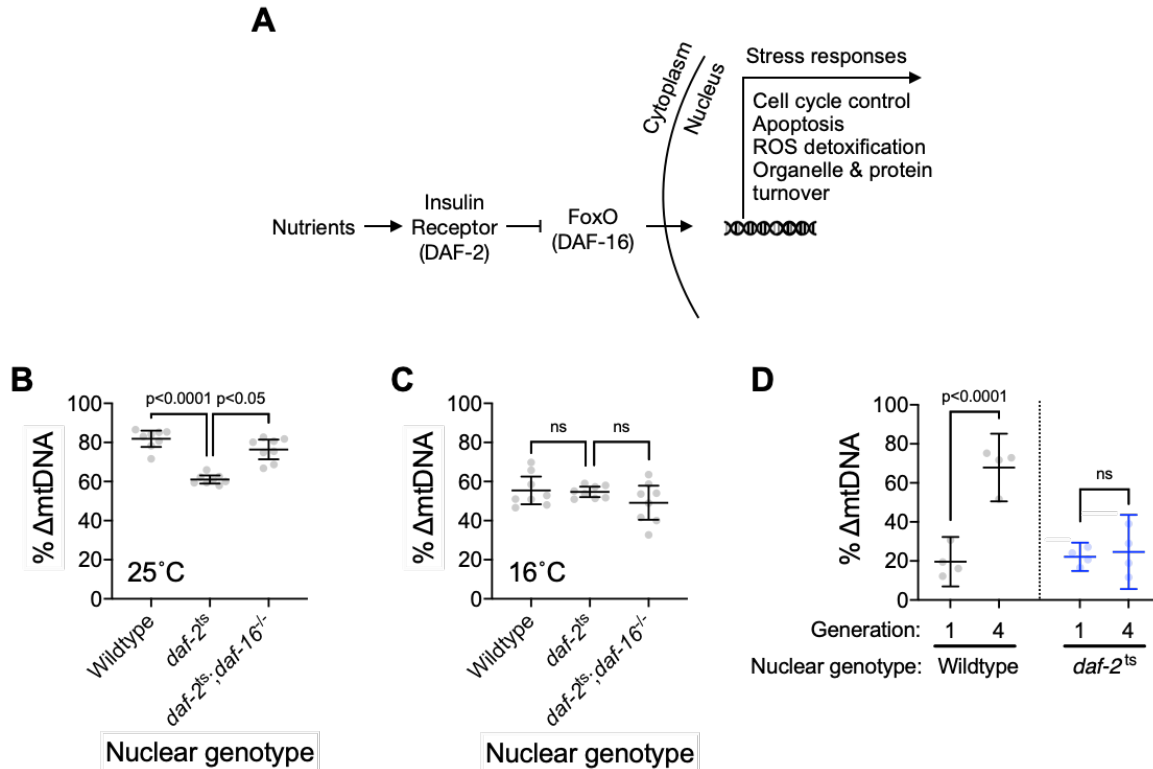 A
Cytoplasm
Nucleus
Stress responses
Cell cycle control
Apoptosis
ROS detoxification
Organelle & protein
turnover
Nutrients
Insulin
Receptor
(DAF-2)
FoxO
(DAF-16)
B
p<0.0001
p<0.05
% ΔmtDNA
100
80
60
40
20
0
25˚C
Wildtype
daf-2ts
daf-2ts;daf-16-/-
Nuclear genotype
C
ns
ns
% ΔmtDNA
100
80
60
40
20
0
16˚C
Wildtype
daf-2ts
daf-2ts;daf-16-/-
Nuclear genotype
D
p<0.0001
ns
% ΔmtDNA
100
80
60
40
20
0
Generation: 1 4 1 4
Nuclear genotype: Wildtype daf-2ts